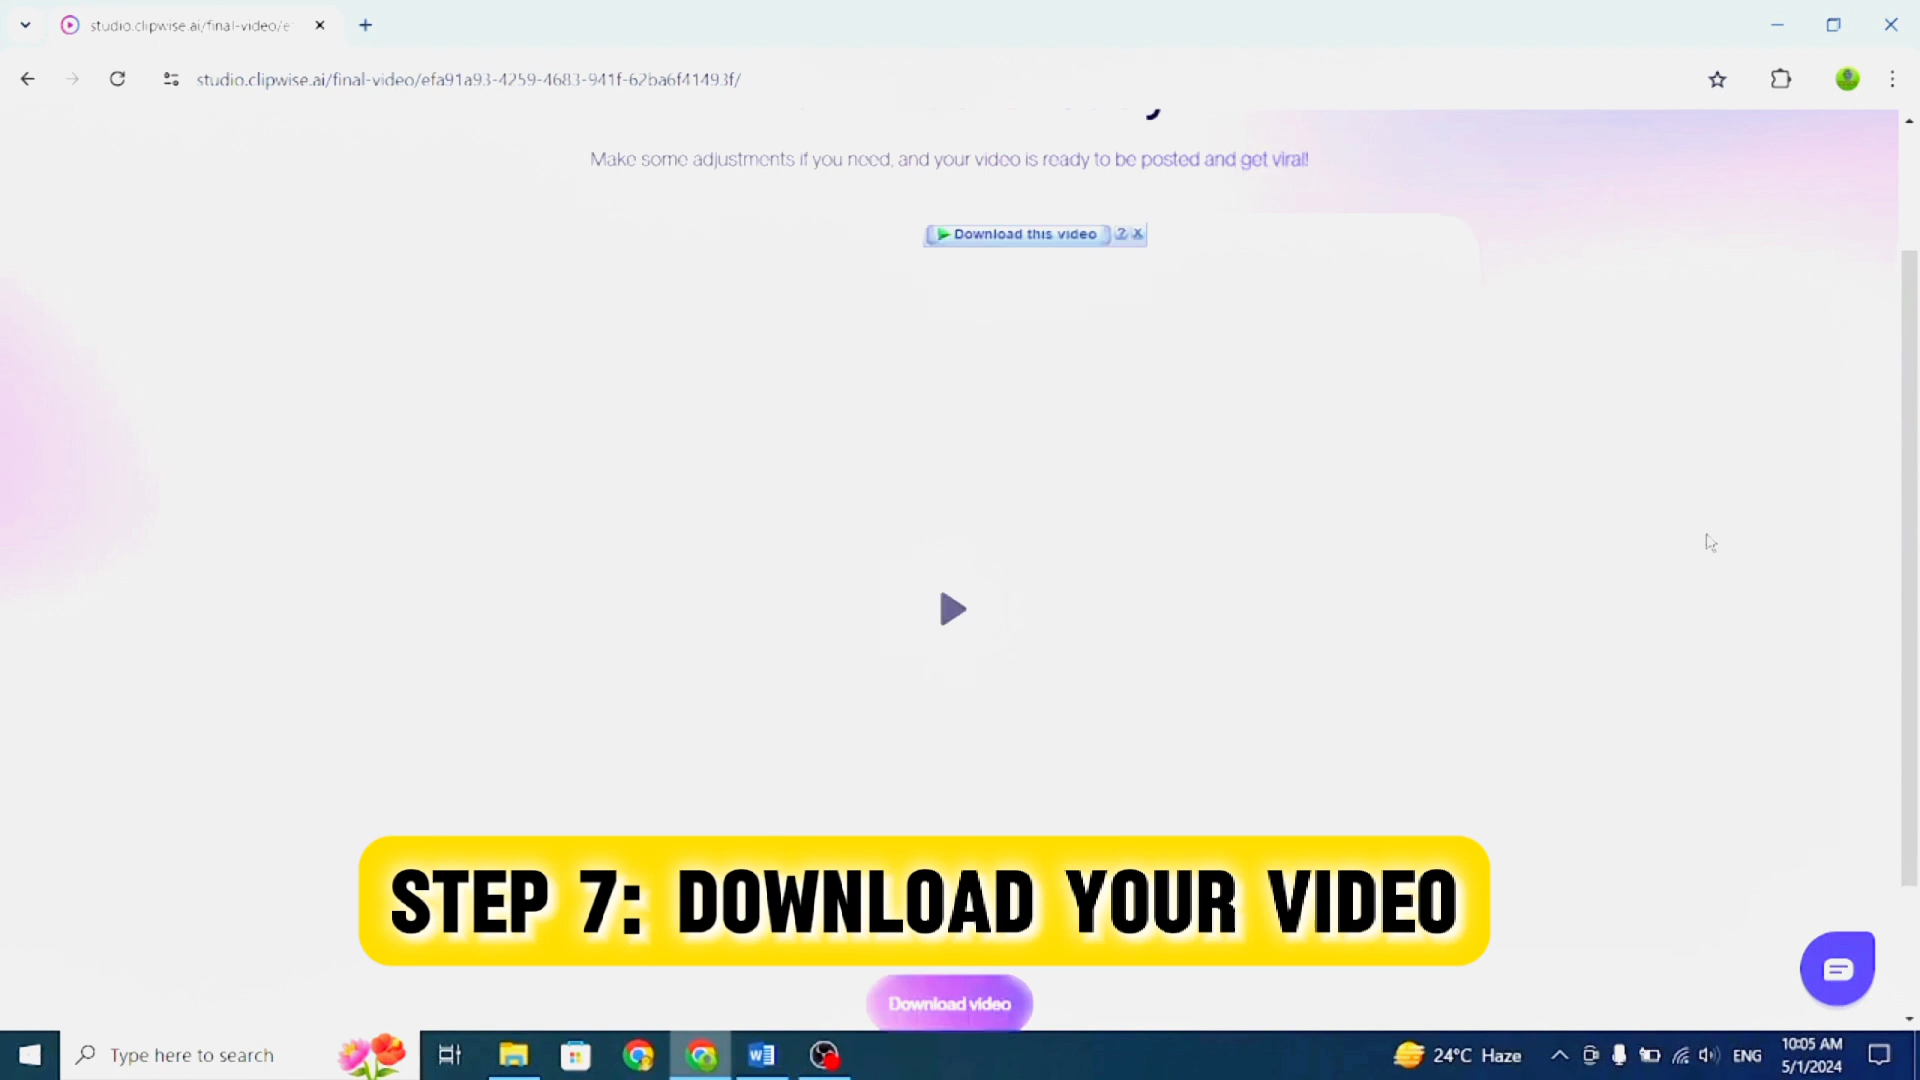 studio.clipwise.ai/final-video/e
studio.clipwise.ai/final-video/efa91a93-4259-4683-941f-62ba6f41493f/
Make some adjustments if you need, and your video is ready to be posted and get viral!
Download this video ? X
STEP 7: DOWNLOAD YOUR VIDEO
Download video
Type here to search
24°C Haze
ENG
10:05 AM
5/1/2024